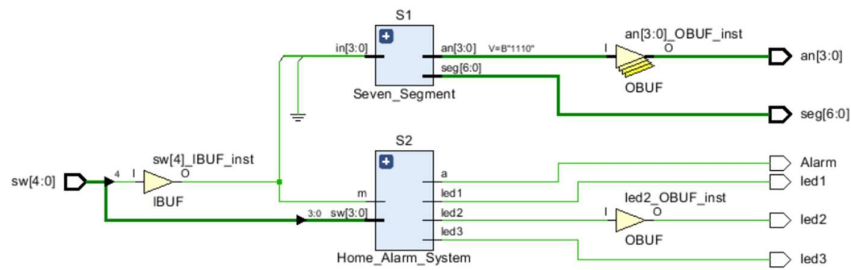 S1
in[3:0]
an[3:0]
V=B"1110"
seg[6:0]
Seven_Segment
an[3:0]_OBUF_inst
I
O
OBUF
an[3:0]
seg[6:0]
sw[4:0]
4
sw[4]_IBUF_inst
I
O
IBUF
3:0
S2
m
sw[3:0]
a
led1
led2
led3
Home_Alarm_System
led2_OBUF_inst
I
O
OBUF
Alarm
led1
led2
led3